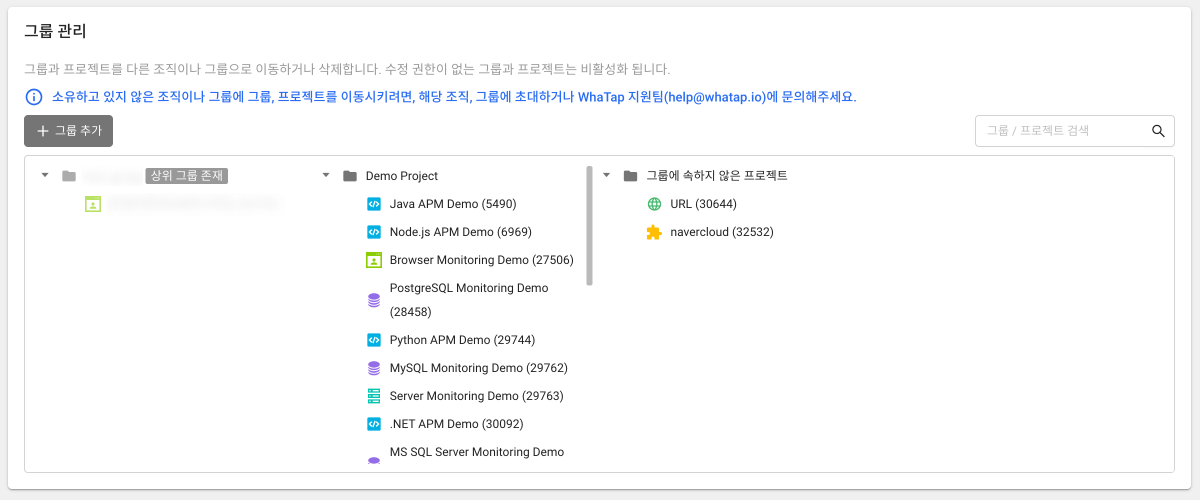 그룹 관리
그룹과 프로젝트를 다른 조직이나 그룹으로 이동하거나 삭제합니다. 수정 권한이 없는 그룹과 프로젝트는 비활성화 됩니다.
소유하고 있지 않은 조직이나 그룹에 그룹, 프로젝트를 이동시키려면, 해당 조직, 그룹에 초대하거나 WhaTap 지원팀(help@whatap.io)에 문의해주세요.
그룹 추가
그룹 / 프로젝트 검색
상위 그룹 존재
Demo Project
Java APM Demo (5490)
Node.js APM Demo (6969)
Browser Monitoring Demo (27506)
PostgreSQL Monitoring Demo
(28458)
Python APM Demo (29744)
MySQL Monitoring Demo (29762)
Server Monitoring Demo (29763)
.NET APM Demo (30092)
MS SQL Server Monitoring Demo
그룹에 속하지 않은 프로젝트
URL (30644)
navercloud (32532)